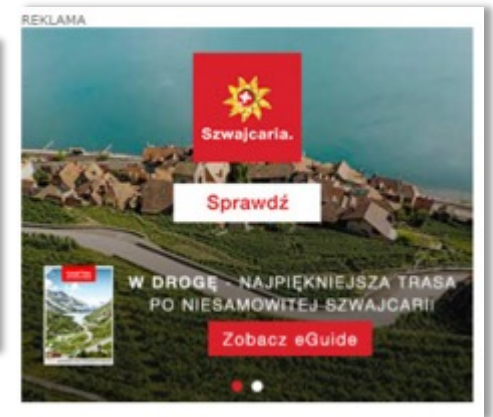 REKLAMA
Szwajcaria.
Sprawdź
W DROGĘ - NAJPIĘKNIEJSZA TRASA
PO NIESAMOWITEJ SZWAJCARII
Zobacz eGuide